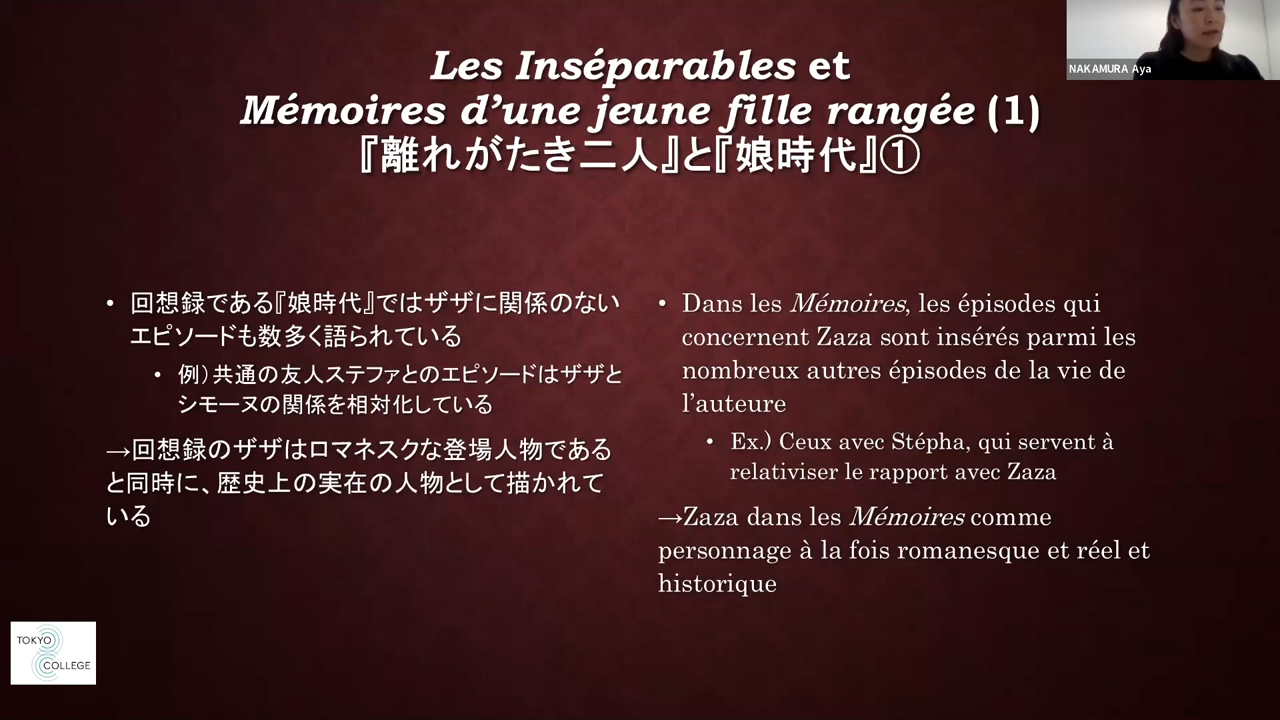 Les Inséparables et
Mémoires d’une jeune fille rangée (1)
『離れがたき二人』と『娘時代』①
NAKAMURA Aya
• 回想録である『娘時代』ではザザに関係のない
エピソードも数多く語られている
• 例）共通の友人ステファとのエピソードはザザと
シモーヌの関係を相対化している
→回想録のザザはロマネスクな登場人物である
と同時に、歴史上の実在の人物として描かれて
いる
• Dans les Mémoires, les épisodes qui
concernent Zaza sont insérés parmi les
nombreux autres épisodes de la vie de
l’auteure
• Ex.) Ceux avec Stépha, qui servent à
relativiser le rapport avec Zaza
→Zaza dans les Mémoires comme
personnage à la fois romanesque et réel et
historique
TOKYO
COLLEGE